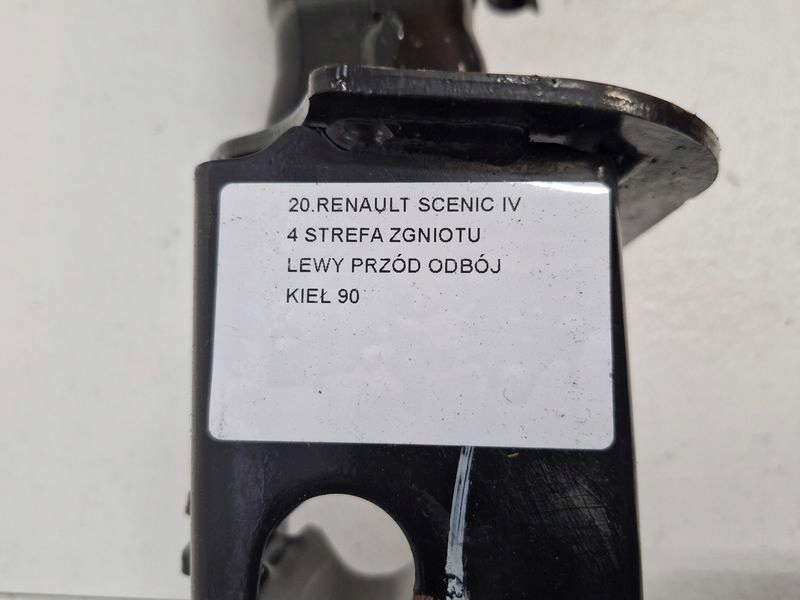 20.RENAULT SCENIC IV
4 STREFA ZGNIOTU
LEWY PRZÓD ODBÓJ
KIEŁ 90